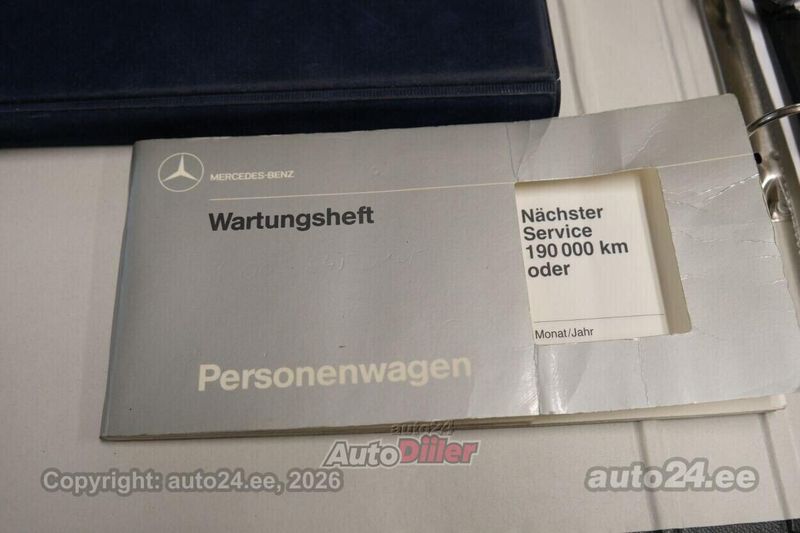 MERCEDES-BENZ
Wartungsheft
Nächster
Service
190 000 km
oder
Monat/Jahr
Personenwagen
auto24
AutoDiller
Copyright: auto24.ee, 2026
auto24.ee